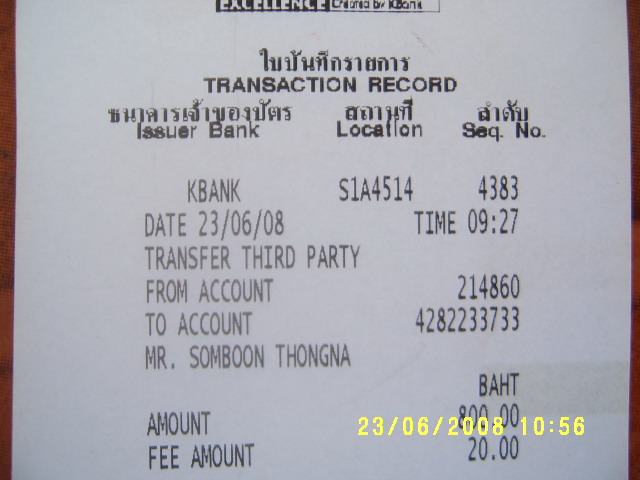 EXCELLENCE Created by KBank
ใบบันทึกรายการ
TRANSACTION RECORD
ธนาคารเจ้าของบัตร สถานที่ ลำดับ
Issuer Bank Location Seq. No.
KBANK S1A4514 4383
DATE 23/06/08 TIME 09:27
TRANSFER THIRD PARTY
FROM ACCOUNT 214860
TO ACCOUNT 4282233733
MR. SOMBOON THONGNA
BAHT
AMOUNT 800.00
23/06/2008 10:56
FEE AMOUNT 20.00